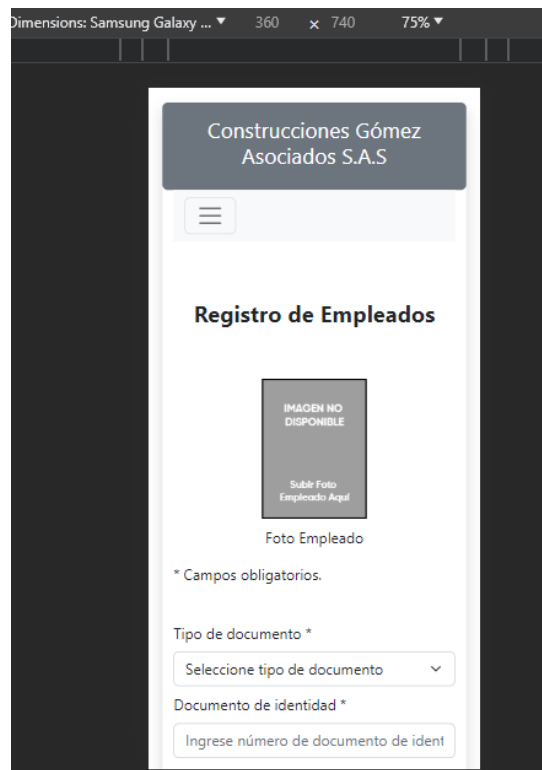 Dimensions: Samsung Galaxy ... ▼ 360 × 740 75% ▼
Construcciones Gómez
Asociados S.A.S
Registro de Empleados
IMAGEN NO
DISPONIBLE
Subir Foto
Empleado Aquí
Foto Empleado
* Campos obligatorios.
Tipo de documento *
Seleccione tipo de documento
Documento de identidad *
Ingrese número de documento de ident